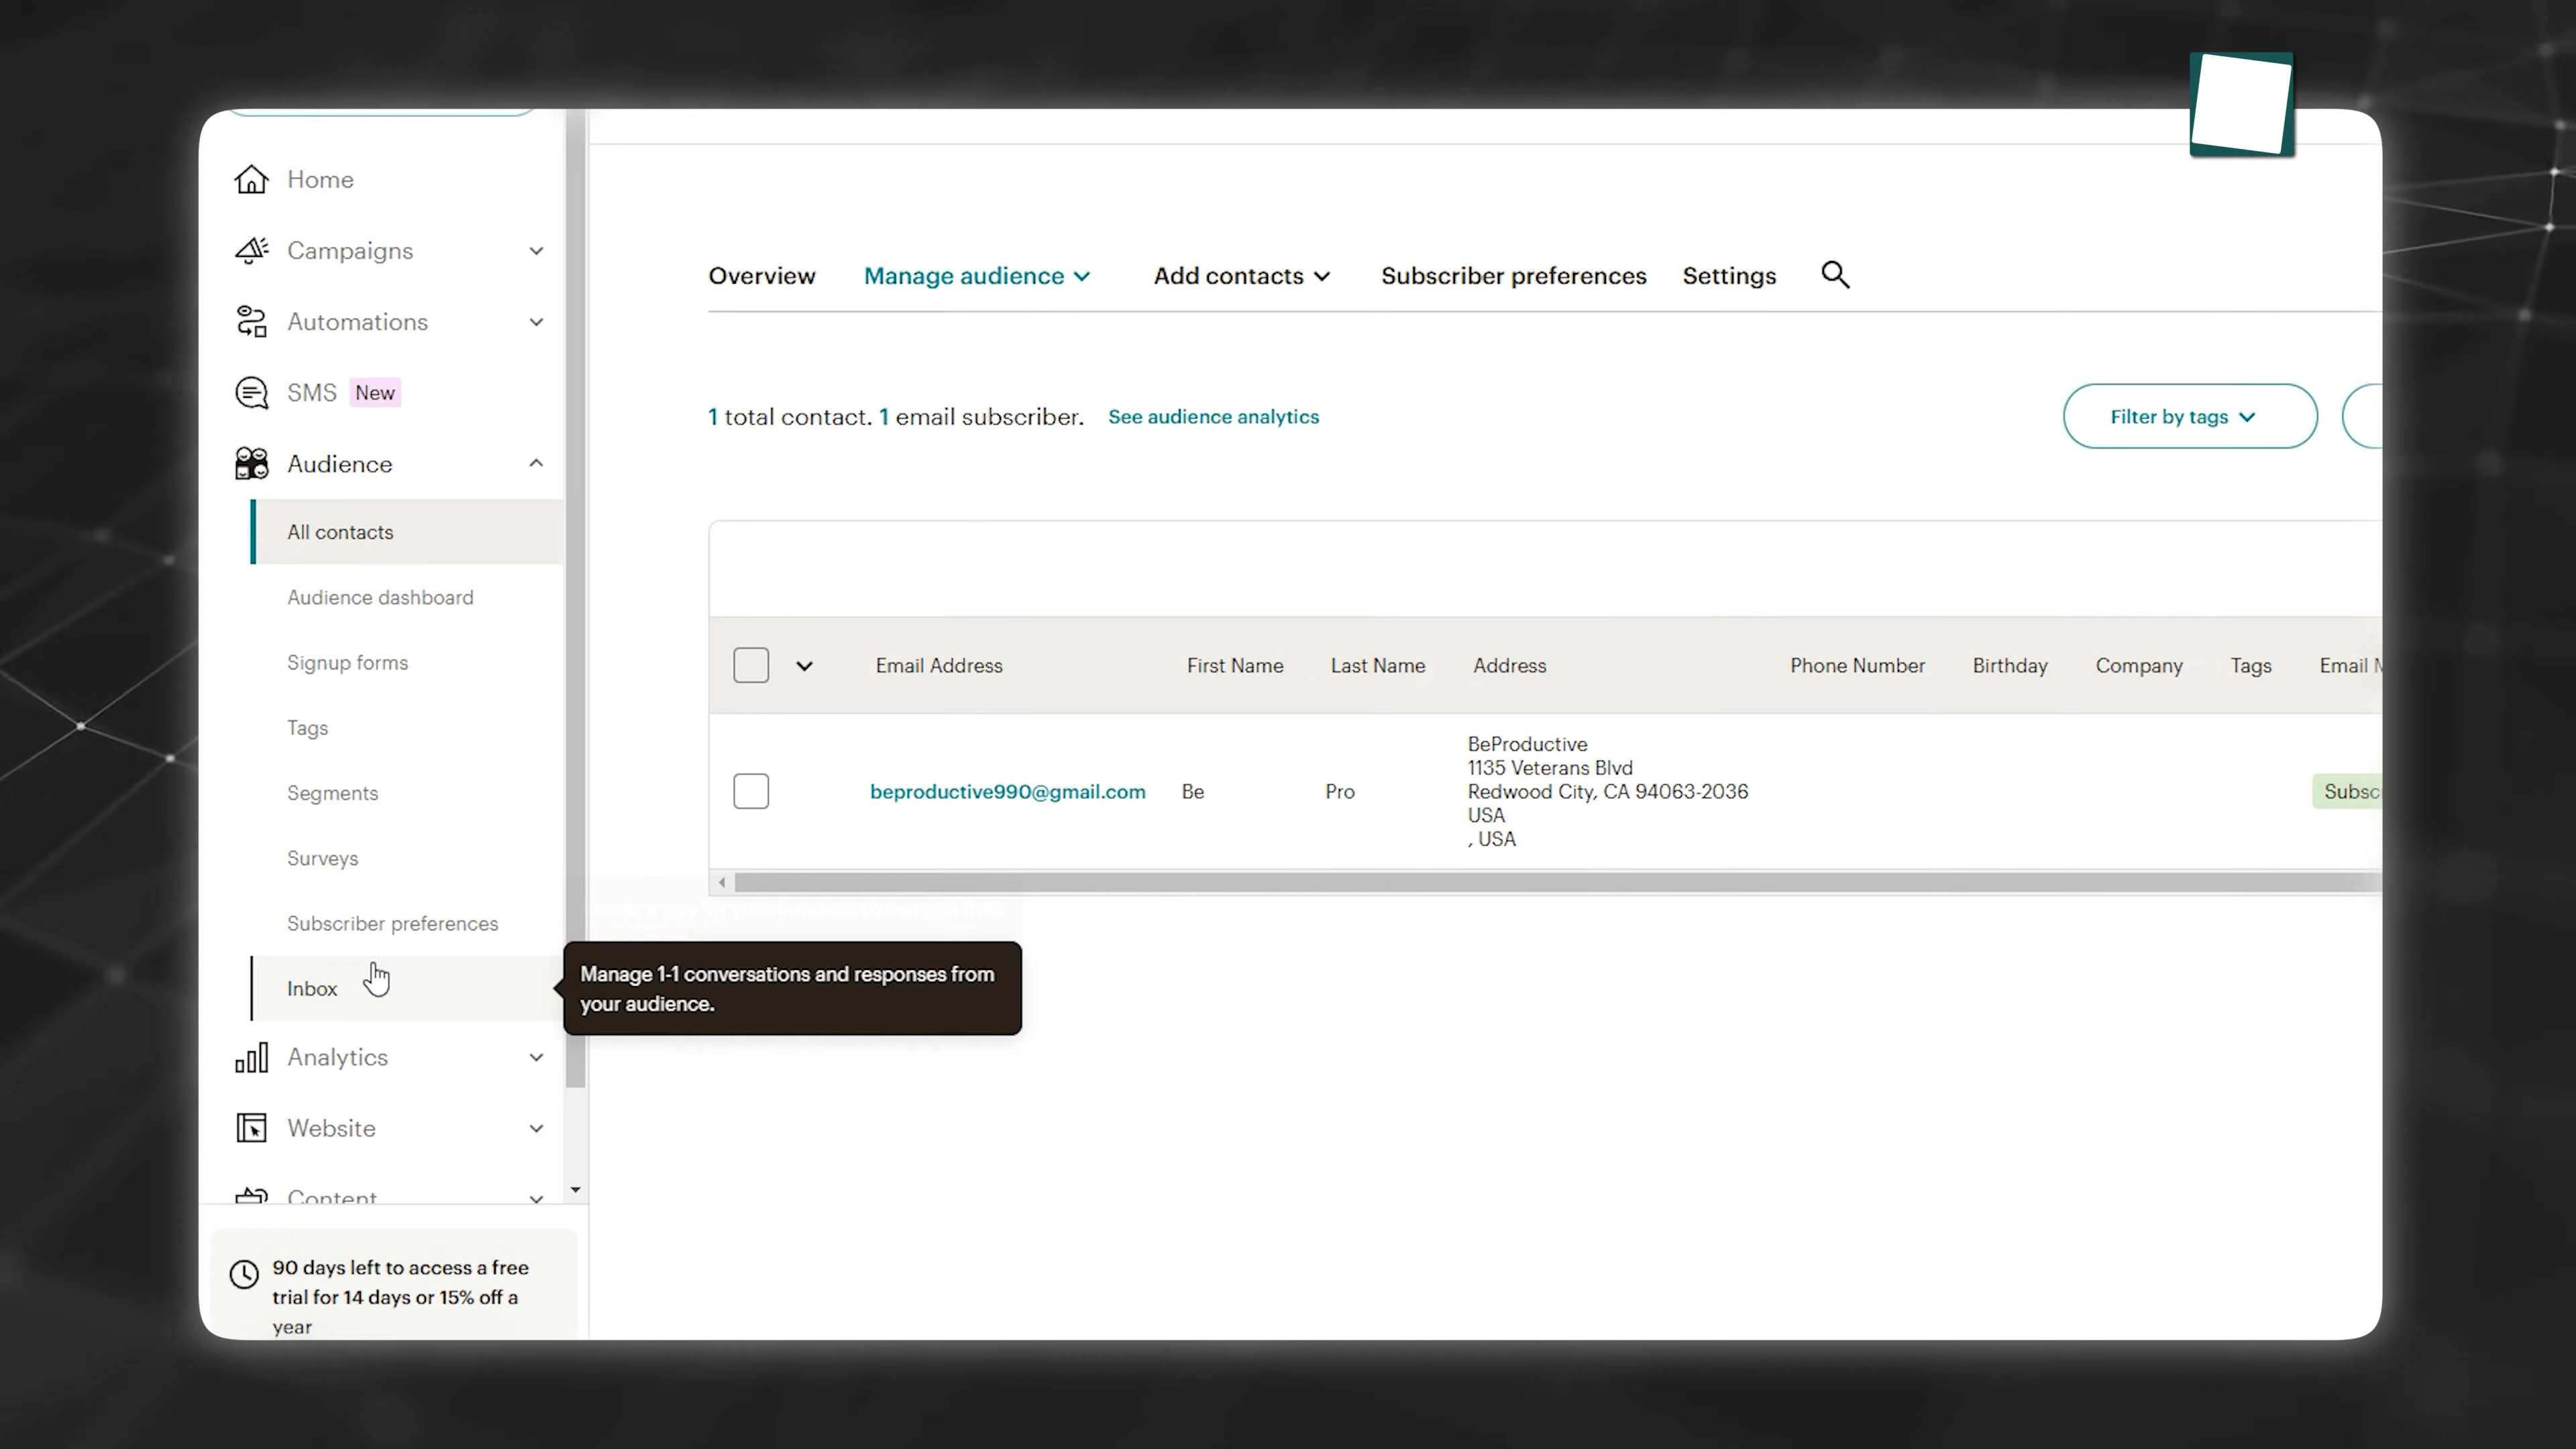 Home
Campaigns
Automations
SMS New
Audience
All contacts
Audience dashboard
Signup forms
Tags
Segments
Surveys
Subscriber preferences
Inbox
Manage 1-1 conversations and responses from
your audience.
Analytics
Website
Content
90 days left to access a free
trial for 14 days or 15% off a
year
Overview Manage audience Add contacts Subscriber preferences Settings
1 total contact. 1 email subscriber. See audience analytics
Filter by tags
Email Address First Name Last Name Address Phone Number Birthday Company Tags Email
beproductive990@gmail.com Be Pro
BeProductive
1135 Veterans Blvd
Redwood City, CA 94063-2036
USA
, USA